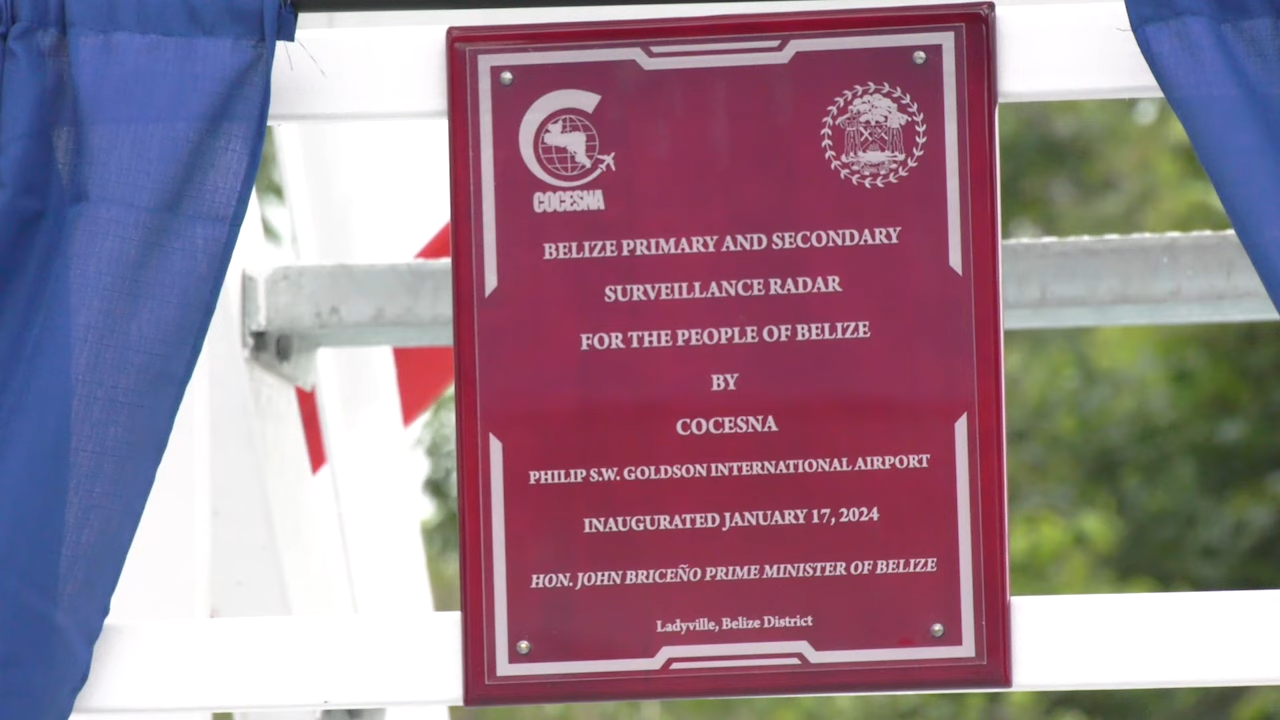 COCESNA
BELIZE PRIMARY AND SECONDARY
SURVEILLANCE RADAR
FOR THE PEOPLE OF BELIZE
BY
COCESNA
PHILIP S.W. GOLDSON INTERNATIONAL AIRPORT
INAUGURATED JANUARY 17, 2024
HON. JOHN BRICEÑO PRIME MINISTER OF BELIZE
Ladyville, Belize District